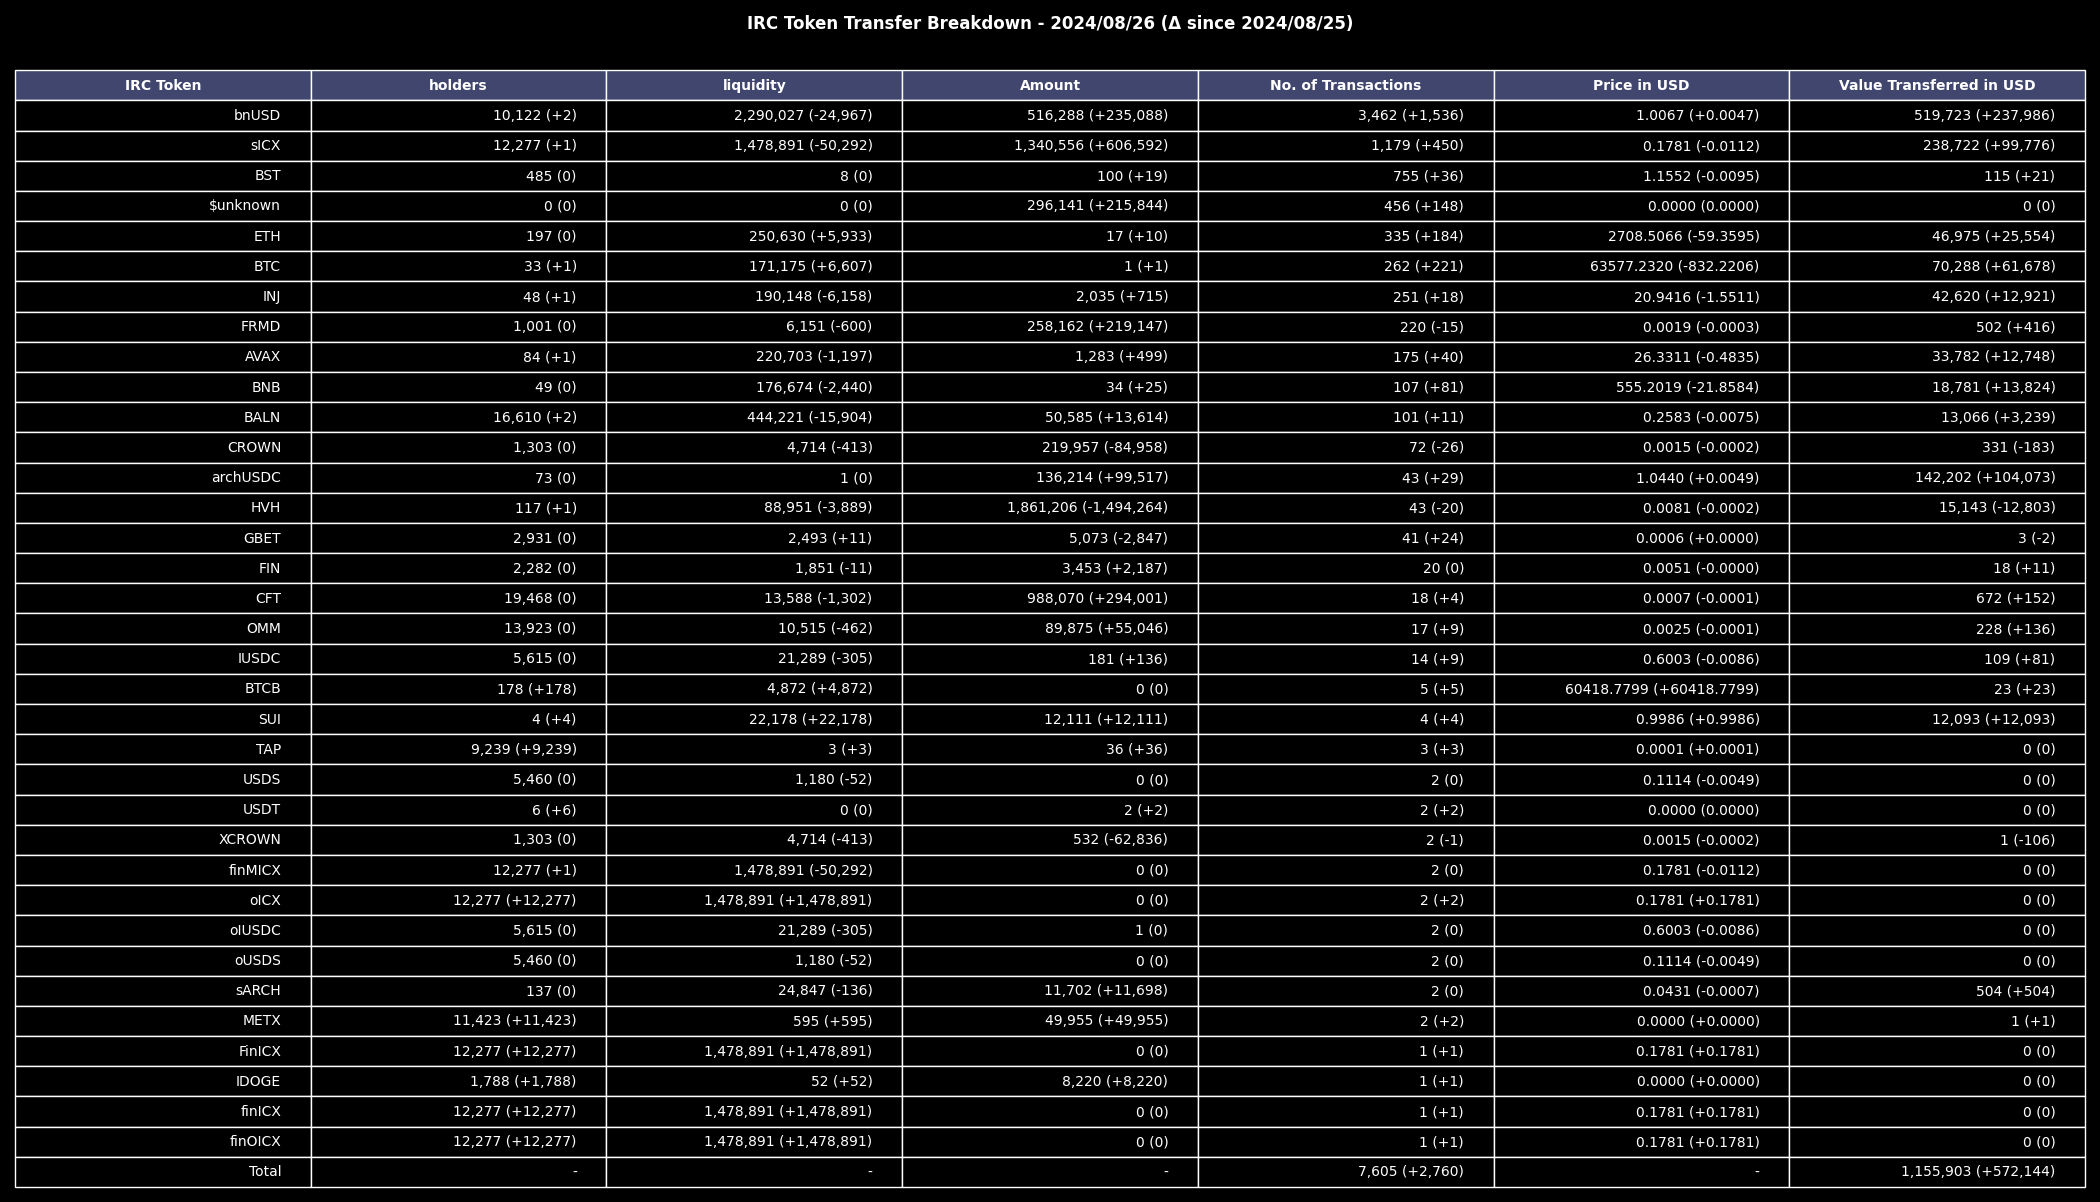 IRC Token Transfer Breakdown - 2024/08/26 (Δ since 2024/08/25)
IRC Token holders liquidity Amount No. of Transactions Price in USD Value Transferred in USD
bnUSD 10,122 (+2) 2,290,027 (-24,967) 516,288 (+235,088) 3,462 (+1,536) 1.0067 (+0.0047) 519,723 (+237,986)
sICX 12,277 (+1) 1,478,891 (-50,292) 1,340,556 (+606,592) 1,179 (+450) 0.1781 (-0.0112) 238,722 (+99,776)
BST 485 (0) 8 (0) 100 (+19) 755 (+36) 1.1552 (-0.0095) 115 (+21)
$unknown 0 (0) 0 (0) 296,141 (+215,844) 456 (+148) 0.0000 (0.0000) 0 (0)
ETH 197 (0) 250,630 (+5,933) 17 (+10) 335 (+184) 2708.5066 (-59.3595) 46,975 (+25,554)
BTC 33 (+1) 171,175 (+6,607) 1 (+1) 262 (+221) 63577.2320 (-832.2206) 70,288 (+61,678)
INJ 48 (+1) 190,148 (-6,158) 2,035 (+715) 251 (+18) 20.9416 (-1.5511) 42,620 (+12,921)
FRMD 1,001 (0) 6,151 (-600) 258,162 (+219,147) 220 (-15) 0.0019 (-0.0003) 502 (+416)
AVAX 84 (+1) 220,703 (-1,197) 1,283 (+499) 175 (+40) 26.3311 (-0.4835) 33,782 (+12,748)
BNB 49 (0) 176,674 (-2,440) 34 (+25) 107 (+81) 555.2019 (-21.8584) 18,781 (+13,824)
BALN 16,610 (+2) 444,221 (-15,904) 50,585 (+13,614) 101 (+11) 0.2583 (-0.0075) 13,066 (+3,239)
CROWN 1,303 (0) 4,714 (-413) 219,957 (-84,958) 72 (-26) 0.0015 (-0.0002) 331 (-183)
archUSDC 73 (0) 1 (0) 136,214 (+99,517) 43 (+29) 1.0440 (+0.0049) 142,202 (+104,073)
HVH 117 (+1) 88,951 (-3,889) 1,861,206 (-1,494,264) 43 (-20) 0.0081 (-0.0002) 15,143 (-12,803)
GBET 2,931 (0) 2,493 (+11) 5,073 (-2,847) 41 (+24) 0.0006 (+0.0000) 3 (-2)
FIN 2,282 (0) 1,851 (-11) 3,453 (+2,187) 20 (0) 0.0051 (-0.0000) 18 (+11)
CFT 19,468 (0) 13,588 (-1,302) 988,070 (+294,001) 18 (+4) 0.0007 (-0.0001) 672 (+152)
OMM 13,923 (0) 10,515 (-462) 89,875 (+55,046) 17 (+9) 0.0025 (-0.0001) 228 (+136)
IUSDC 5,615 (0) 21,289 (-305) 181 (+136) 14 (+9) 0.6003 (-0.0086) 109 (+81)
BTCB 178 (+178) 4,872 (+4,872) 0 (0) 5 (+5) 60418.7799 (+60418.7799) 23 (+23)
SUI 4 (+4) 22,178 (+22,178) 12,111 (+12,111) 4 (+4) 0.9986 (+0.9986) 12,093 (+12,093)
TAP 9,239 (+9,239) 3 (+3) 36 (+36) 3 (+3) 0.0001 (+0.0001) 0 (0)
USDS 5,460 (0) 1,180 (-52) 0 (0) 2 (0) 0.1114 (-0.0049) 0 (0)
USDT 6 (+6) 0 (0) 2 (+2) 2 (+2) 0.0000 (0.0000) 0 (0)
XCROWN 1,303 (0) 4,714 (-413) 532 (-62,836) 2 (-1) 0.0015 (-0.0002) 1 (-106)
finMICX 12,277 (+1) 1,478,891 (-50,292) 0 (0) 2 (0) 0.1781 (-0.0112) 0 (0)
oICX 12,277 (+12,277) 1,478,891 (+1,478,891) 0 (0) 2 (+2) 0.1781 (+0.1781) 0 (0)
oIUSDC 5,615 (0) 21,289 (-305) 1 (0) 2 (0) 0.6003 (-0.0086) 0 (0)
oUSDS 5,460 (0) 1,180 (-52) 0 (0) 2 (0) 0.1114 (-0.0049) 0 (0)
sARCH 137 (0) 24,847 (-136) 11,702 (+11,698) 2 (0) 0.0431 (-0.0007) 504 (+504)
METX 11,423 (+11,423) 595 (+595) 49,955 (+49,955) 2 (+2) 0.0000 (+0.0000) 1 (+1)
FinICX 12,277 (+12,277) 1,478,891 (+1,478,891) 0 (0) 1 (+1) 0.1781 (+0.1781) 0 (0)
IDOGE 1,788 (+1,788) 52 (+52) 8,220 (+8,220) 1 (+1) 0.0000 (+0.0000) 0 (0)
finICX 12,277 (+12,277) 1,478,891 (+1,478,891) 0 (0) 1 (+1) 0.1781 (+0.1781) 0 (0)
finOICX 12,277 (+12,277) 1,478,891 (+1,478,891) 0 (0) 1 (+1) 0.1781 (+0.1781) 0 (0)
Total - - - 7,605 (+2,760) - 1,155,903 (+572,144)